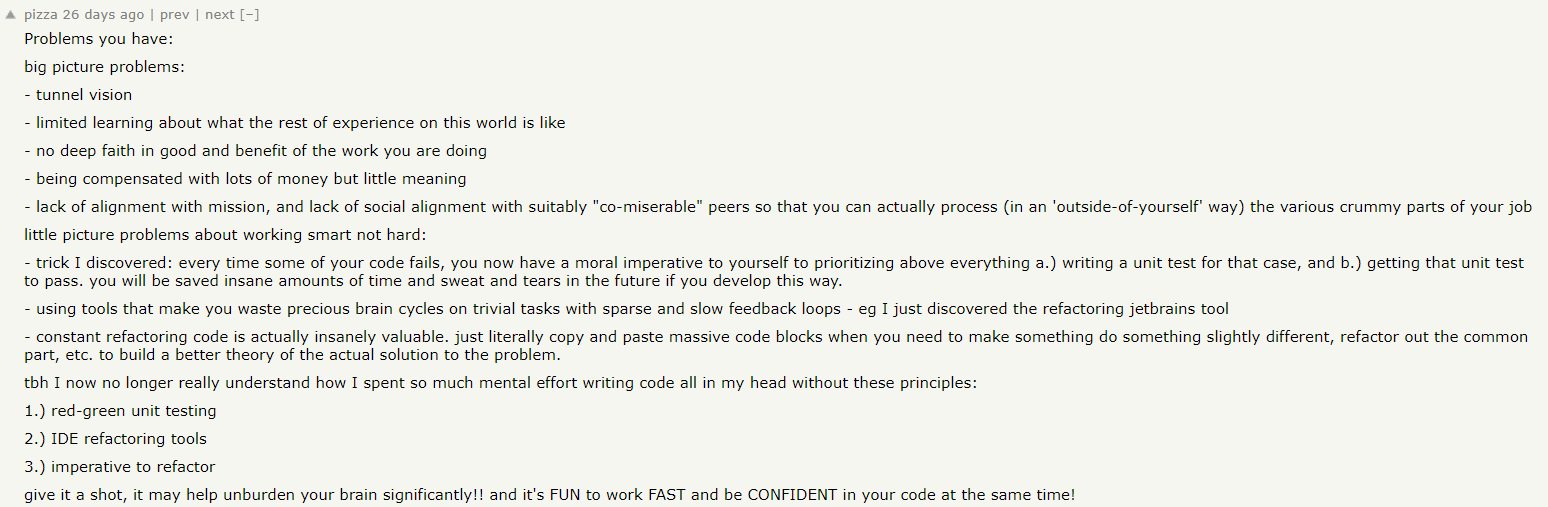 ▲ pizza 26 days ago | prev | next [–]
Problems you have:
big picture problems:
- tunnel vision
- limited learning about what the rest of experience on this world is like
- no deep faith in good and benefit of the work you are doing
- being compensated with lots of money but little meaning
- lack of alignment with mission, and lack of social alignment with suitably "co-miserable" peers so that you can actually process (in an 'outside-of-yourself' way) the various crummy parts of your job
little picture problems about working smart not hard:
- trick I discovered: every time some of your code fails, you now have a moral imperative to yourself to prioritizing above everything a.) writing a unit test for that case, and b.) getting that unit test
to pass. you will be saved insane amounts of time and sweat and tears in the future if you develop this way.
- using tools that make you waste precious brain cycles on trivial tasks with sparse and slow feedback loops - eg I just discovered the refactoring jetbrains tool
- constant refactoring code is actually insanely valuable. just literally copy and paste massive code blocks when you need to make something do something slightly different, refactor out the common
part, etc. to build a better theory of the actual solution to the problem.
tbh I now no longer really understand how I spent so much mental effort writing code all in my head without these principles:
1.) red-green unit testing
2.) IDE refactoring tools
3.) imperative to refactor
give it a shot, it may help unburden your brain significantly!! and it's FUN to work FAST and be CONFIDENT in your code at the same time!